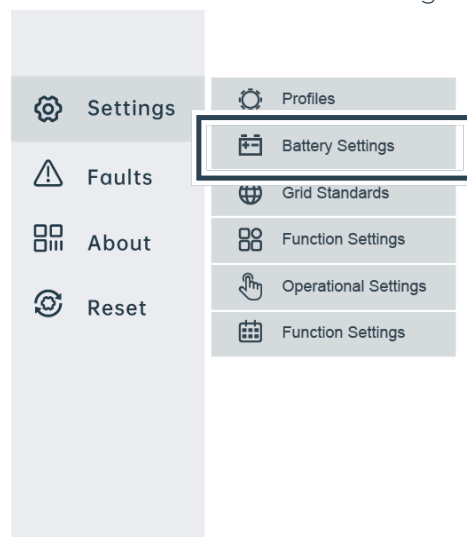 Settings
Faults
About
Reset
Profiles
Battery Settings
Grid Standards
Function Settings
Operational Settings
Function Settings